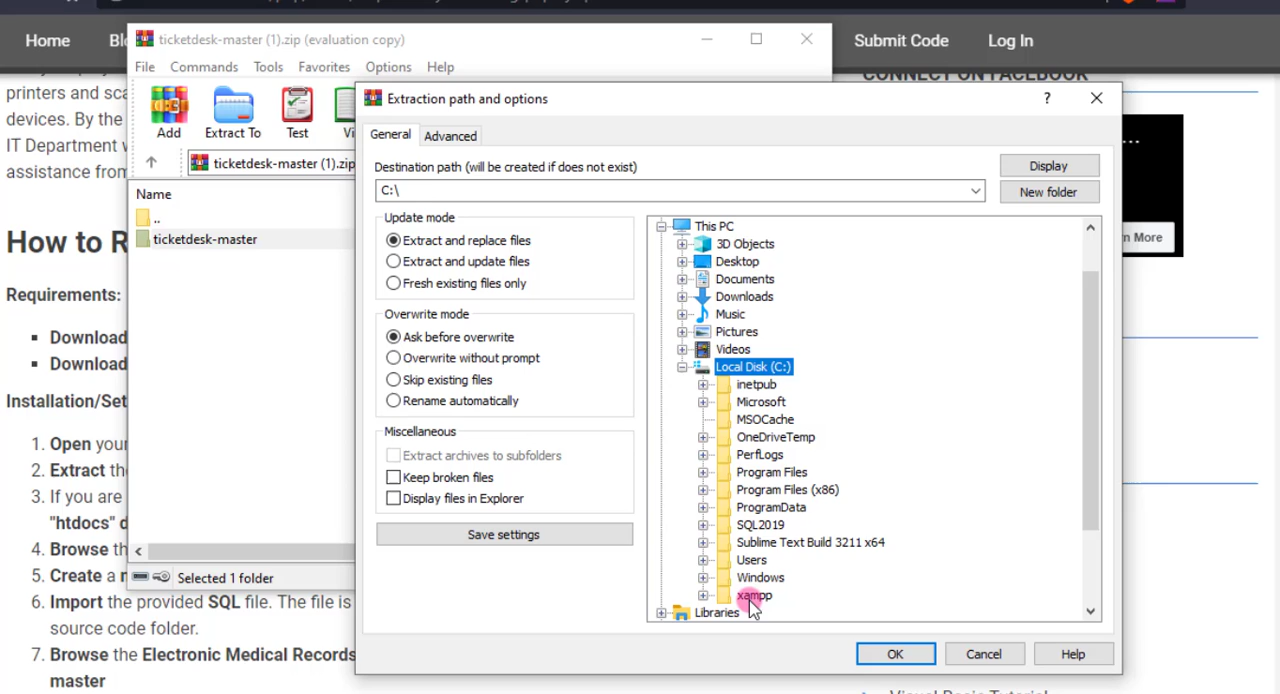 Home
Blo
Submit Code
Log In
CONNECT ON FACEBOOK
printers and sca
devices. By the
IT Department w
assistance from
How to R
Requirements:
▪ Download
▪ Download
Installation/Set
1. Open your
2. Extract the
3. If you are
"htdocs" d
4. Browse th
5. Create a n
6. Import the provided SQL file. The file is
source code folder.
7. Browse the Electronic Medical Records
master
ticketdesk-master (1).zip (evaluation copy)
File Commands Tools Favorites Options Help
Add Extract To Test Vi
ticketdesk-master (1).zip
Name
..
ticketdesk-master
Selected 1 folder
Extraction path and options
?
General Advanced
Destination path (will be created if does not exist)
C:\
Display
New folder
Update mode
Extract and replace files
Extract and update files
Fresh existing files only
Overwrite mode
Ask before overwrite
Overwrite without prompt
Skip existing files
Rename automatically
Miscellaneous
Extract archives to subfolders
Keep broken files
Display files in Explorer
Save settings
This PC
3D Objects
Desktop
Documents
Downloads
Music
Pictures
Videos
Local Disk (C:)
inetpub
Microsoft
MSOCache
OneDriveTemp
PerfLogs
Program Files
Program Files (x86)
ProgramData
SQL2019
Sublime Text Build 3211 x64
Users
Windows
xampp
Libraries
OK Cancel Help
...
n More